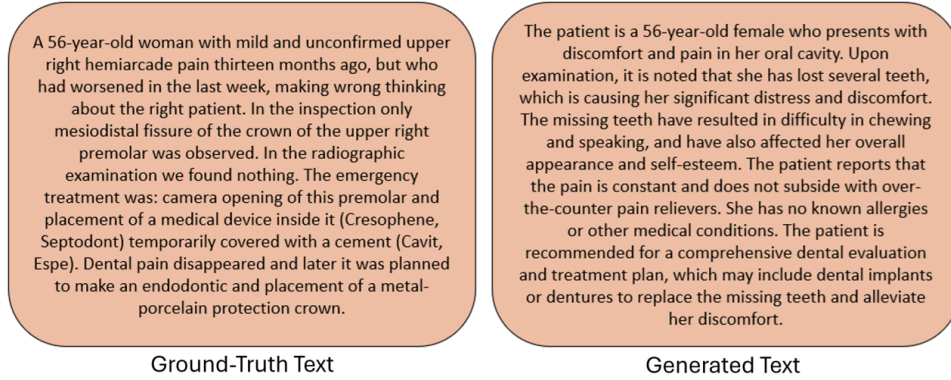 A 56-year-old woman with mild and unconfirmed upper
right hemiarcade pain thirteen months ago, but who
had worsened in the last week, making wrong thinking
about the right patient. In the inspection only
mesiodistal fissure of the crown of the upper right
premolar was observed. In the radiographic
examination we found nothing. The emergency
treatment was: camera opening of this premolar and
placement of a medical device inside it (Cresophene,
Septodont) temporarily covered with a cement (Cavit,
Espe). Dental pain disappeared and later it was planned
to make an endodontic and placement of a metal-
porcelain protection crown.
Ground-Truth Text
The patient is a 56-year-old female who presents with
discomfort and pain in her oral cavity. Upon
examination, it is noted that she has lost several teeth,
which is causing her significant distress and discomfort.
The missing teeth have resulted in difficulty in chewing
and speaking, and have also affected her overall
appearance and self-esteem. The patient reports that
the pain is constant and does not subside with over-
the-counter pain relievers. She has no known allergies
or other medical conditions. The patient is
recommended for a comprehensive dental evaluation
and treatment plan, which may include dental implants
or dentures to replace the missing teeth and alleviate
her discomfort.
Generated Text